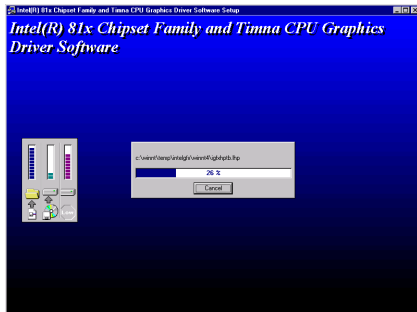 Intel(R) 81x Chipset Family and Timna CPU Graphics Driver Software Setup
Intel(R) 81x Chipset Family and Timna CPU Graphics
Driver Software
c:\winnt\temp\intelgfx\winnt4\igfxhptb.lhp
26 %
Cancel